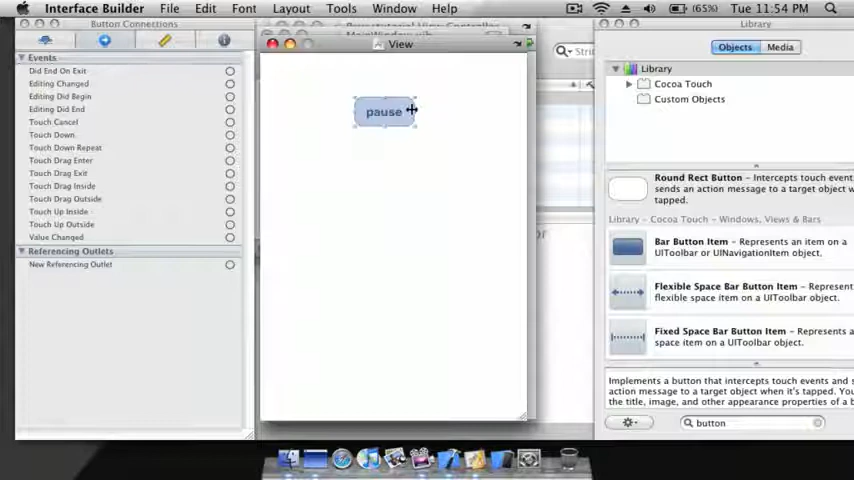 Interface Builder File Edit Font Layout Tools Window Help (65%) Tue 11:54 PM
Button Connections
Events
Did End On Exit
Editing Changed
Editing Did Begin
Editing Did End
Touch Cancel
Touch Down
Touch Down Repeat
Touch Drag Enter
Touch Drag Exit
Touch Drag Inside
Touch Drag Outside
Touch Up Inside
Touch Up Outside
Value Changed
Referencing Outlets
New Referencing Outlet
View
pause
Library
Objects Media
Library
Cocoa Touch
Custom Objects
Round Rect Button – Intercepts touch event
sends an action message to a target object w
tapped.
Library – Cocoa Touch – Windows, Views & Bars
Bar Button Item – Represents an item on a
UIToolbar or UINavigationItem object.
Flexible Space Bar Button Item – Represent
flexible space item on a UIToolbar object.
Fixed Space Bar Button Item – Represents a
space item on a UIToolbar object.
Implements a button that intercepts touch events and s
action message to a target object when it's tapped. You
the title, image, and other appearance properties of a b
button